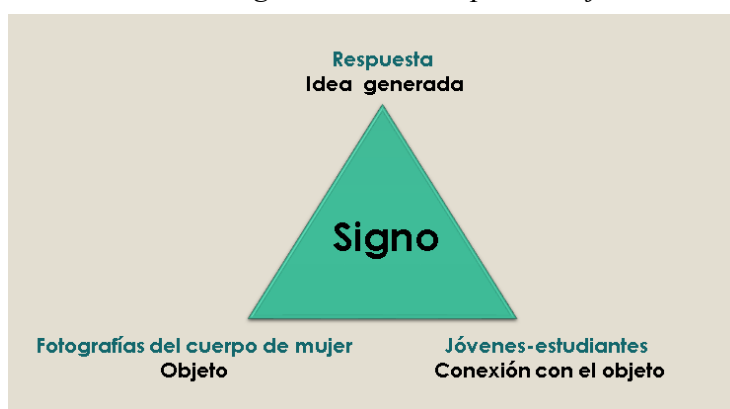 Respuesta
Idea generada
Signo
Fotografías del cuerpo de mujer
Objeto
Jóvenes-estudiantes
Conexión con el objeto